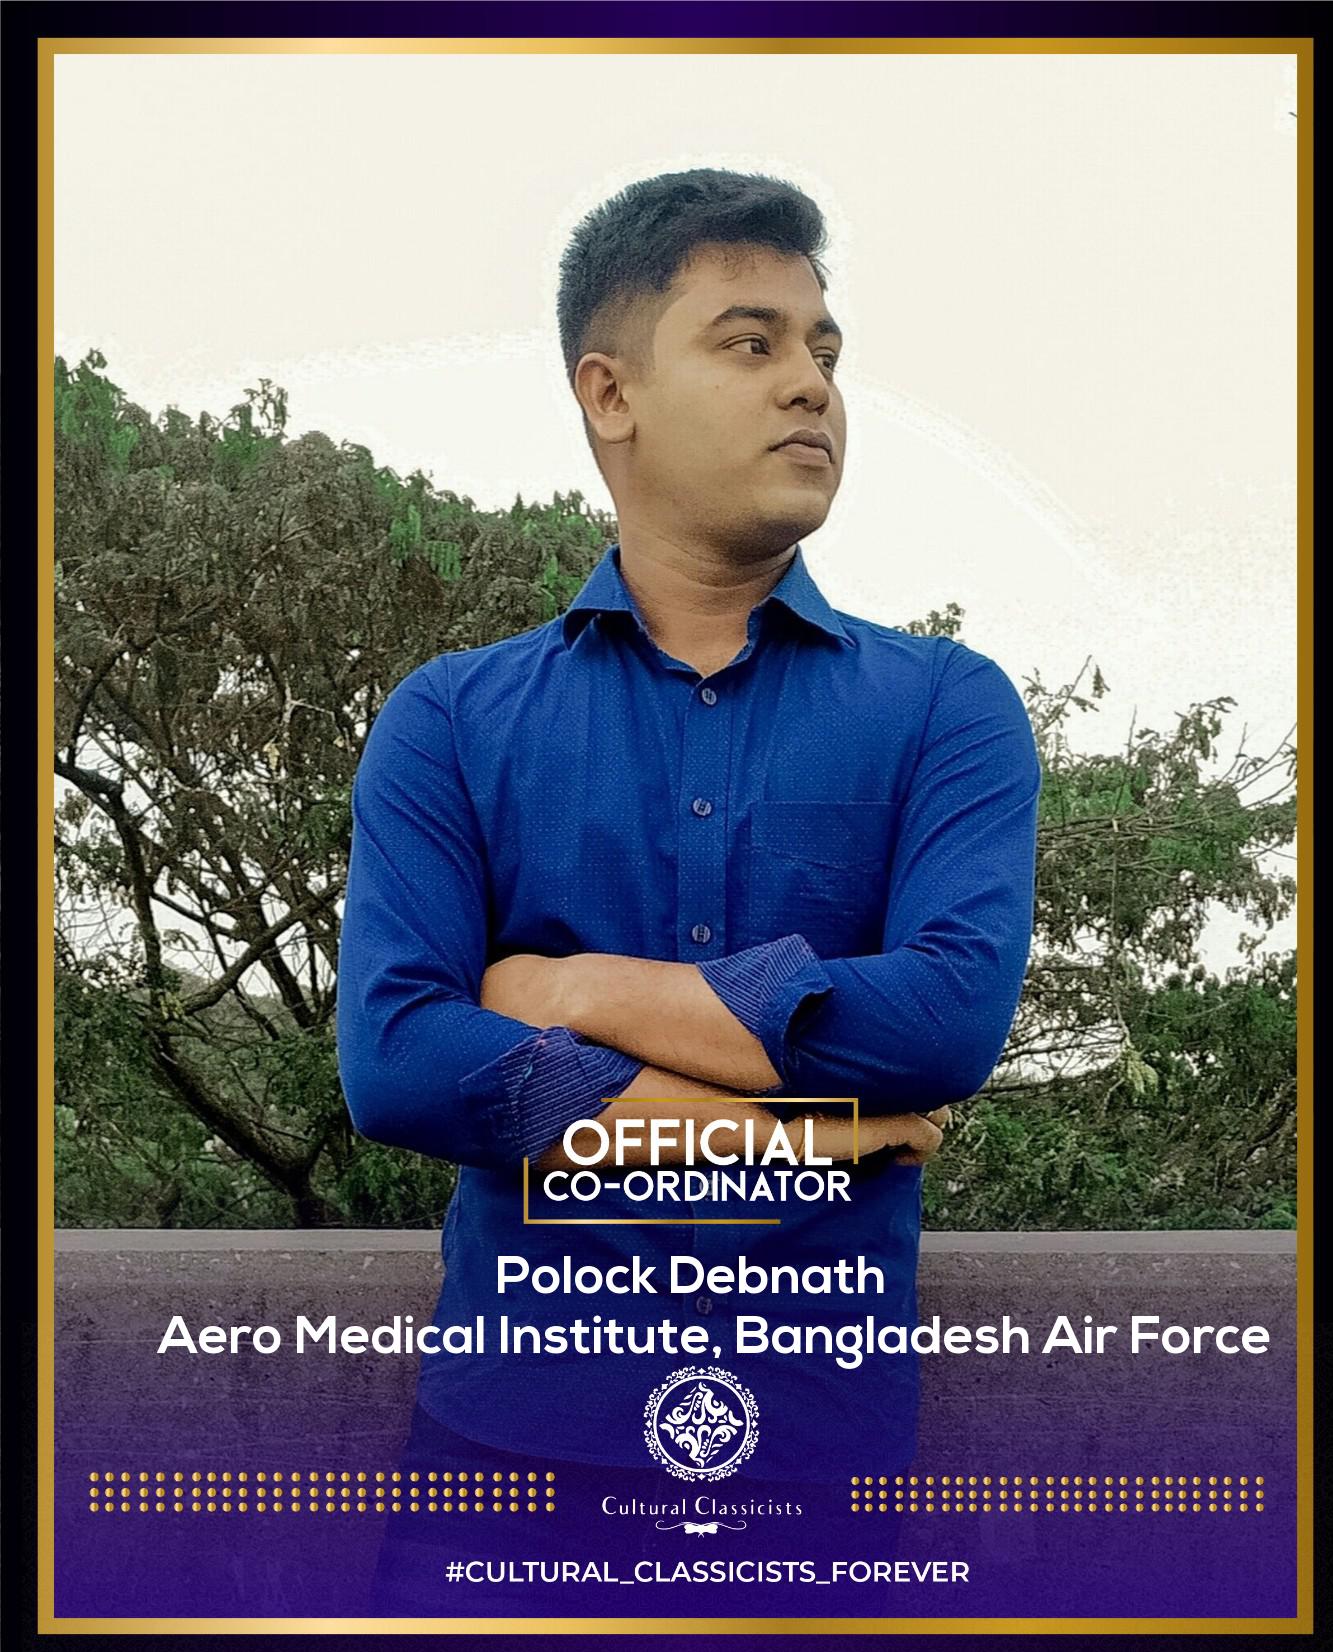 OFFICIAL
CO-ORDINATOR
Polock Debnath
Aero Medical Institute, Bangladesh Air Force
Cultural Classicists
#CULTURAL_CLASSICISTS_FOREVER